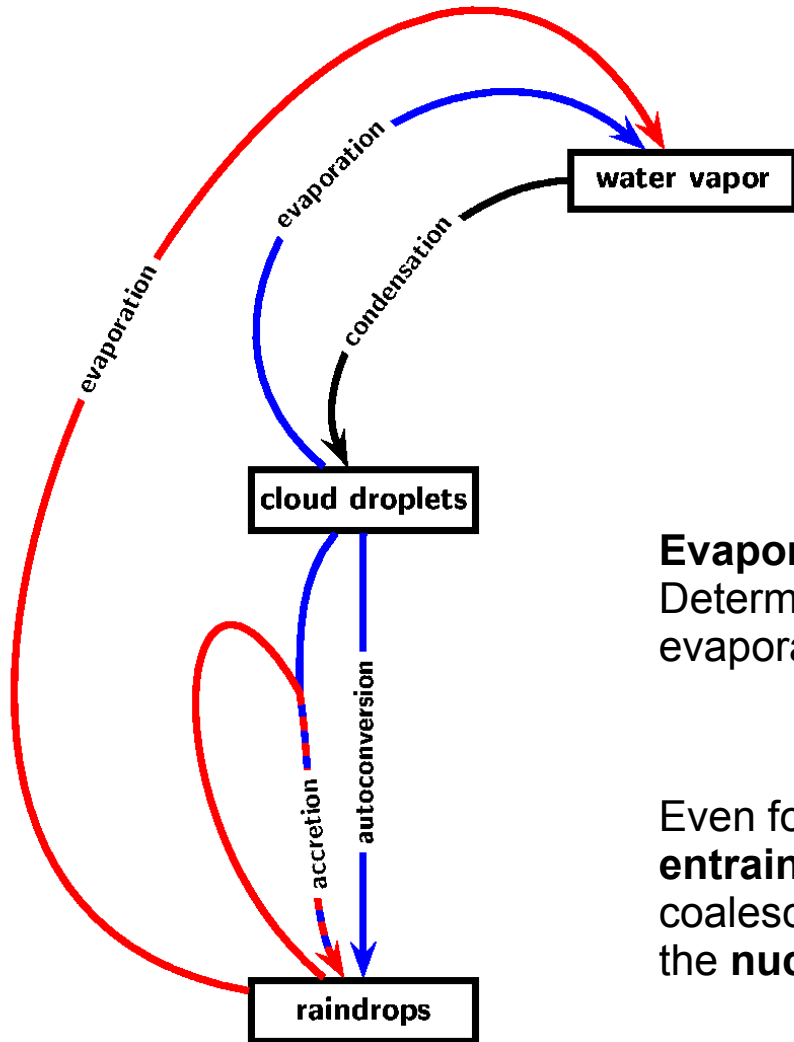 water vapor
evaporation
condensation
evaporation
cloud droplets
accretion
autoconversion
raindrops
Evapor
Determ
evapora
Even fo
entrain
coalesc
the nuc